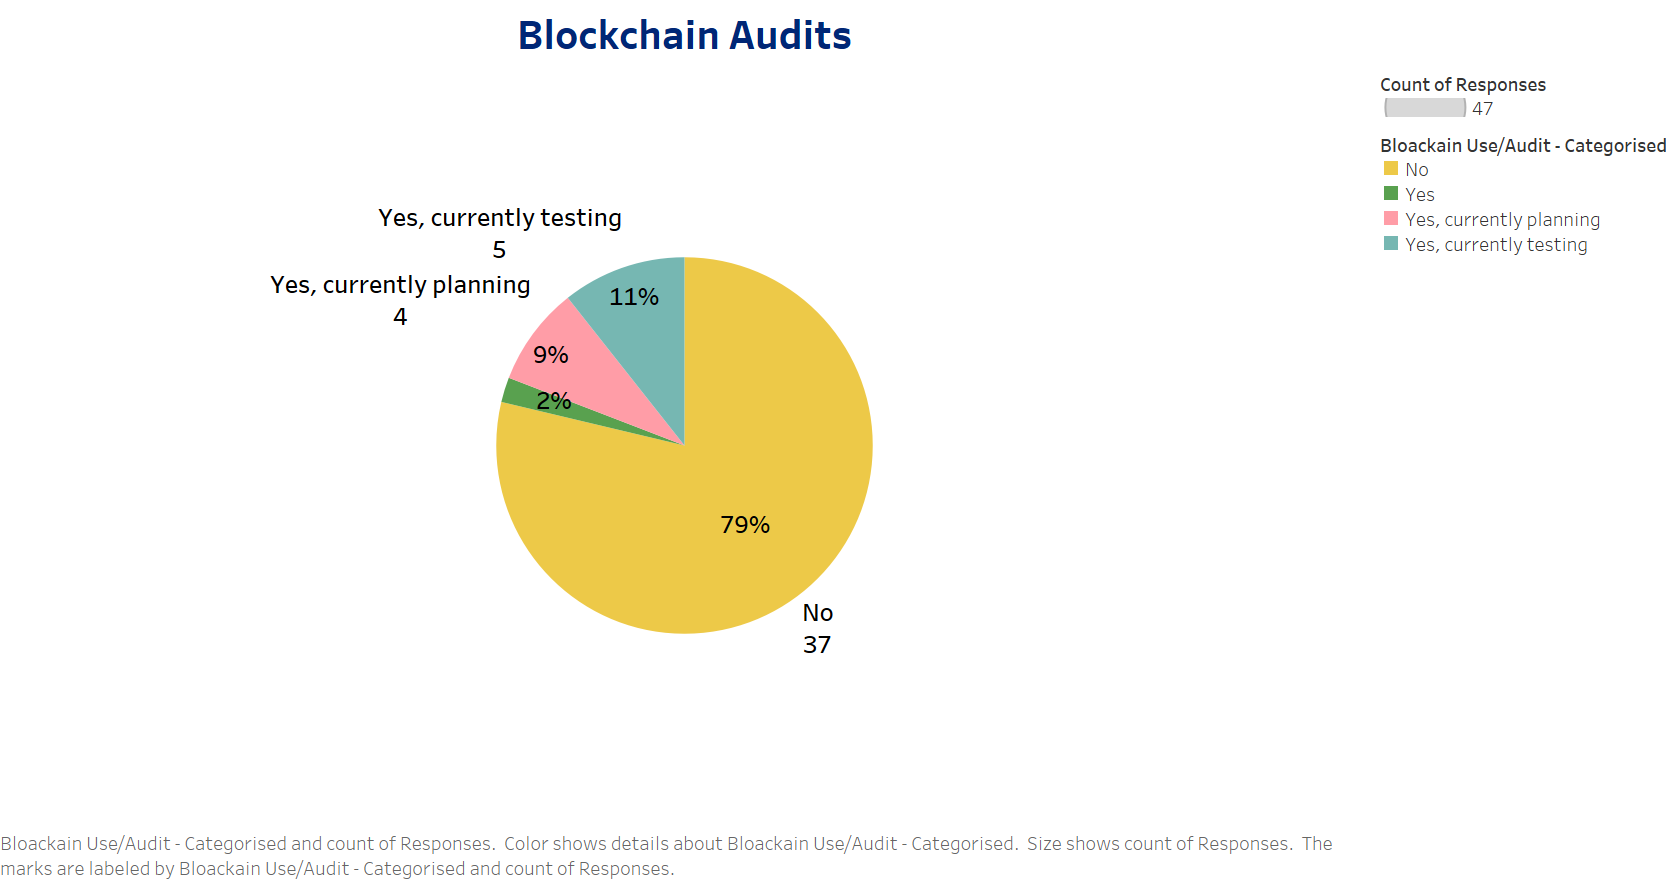 Blockchain Audits
Count of Responses
47
Bloackain Use/Audit - Categorised
No
Yes
Yes, currently planning
Yes, currently testing
Yes, currently testing
5
Yes, currently planning
4
11%
9%
2%
79%
No
37
Bloackain Use/Audit - Categorised and count of Responses.  Color shows details about Bloackain Use/Audit - Categorised.  Size shows count of Responses.  The
marks are labeled by Bloackain Use/Audit - Categorised and count of Responses.